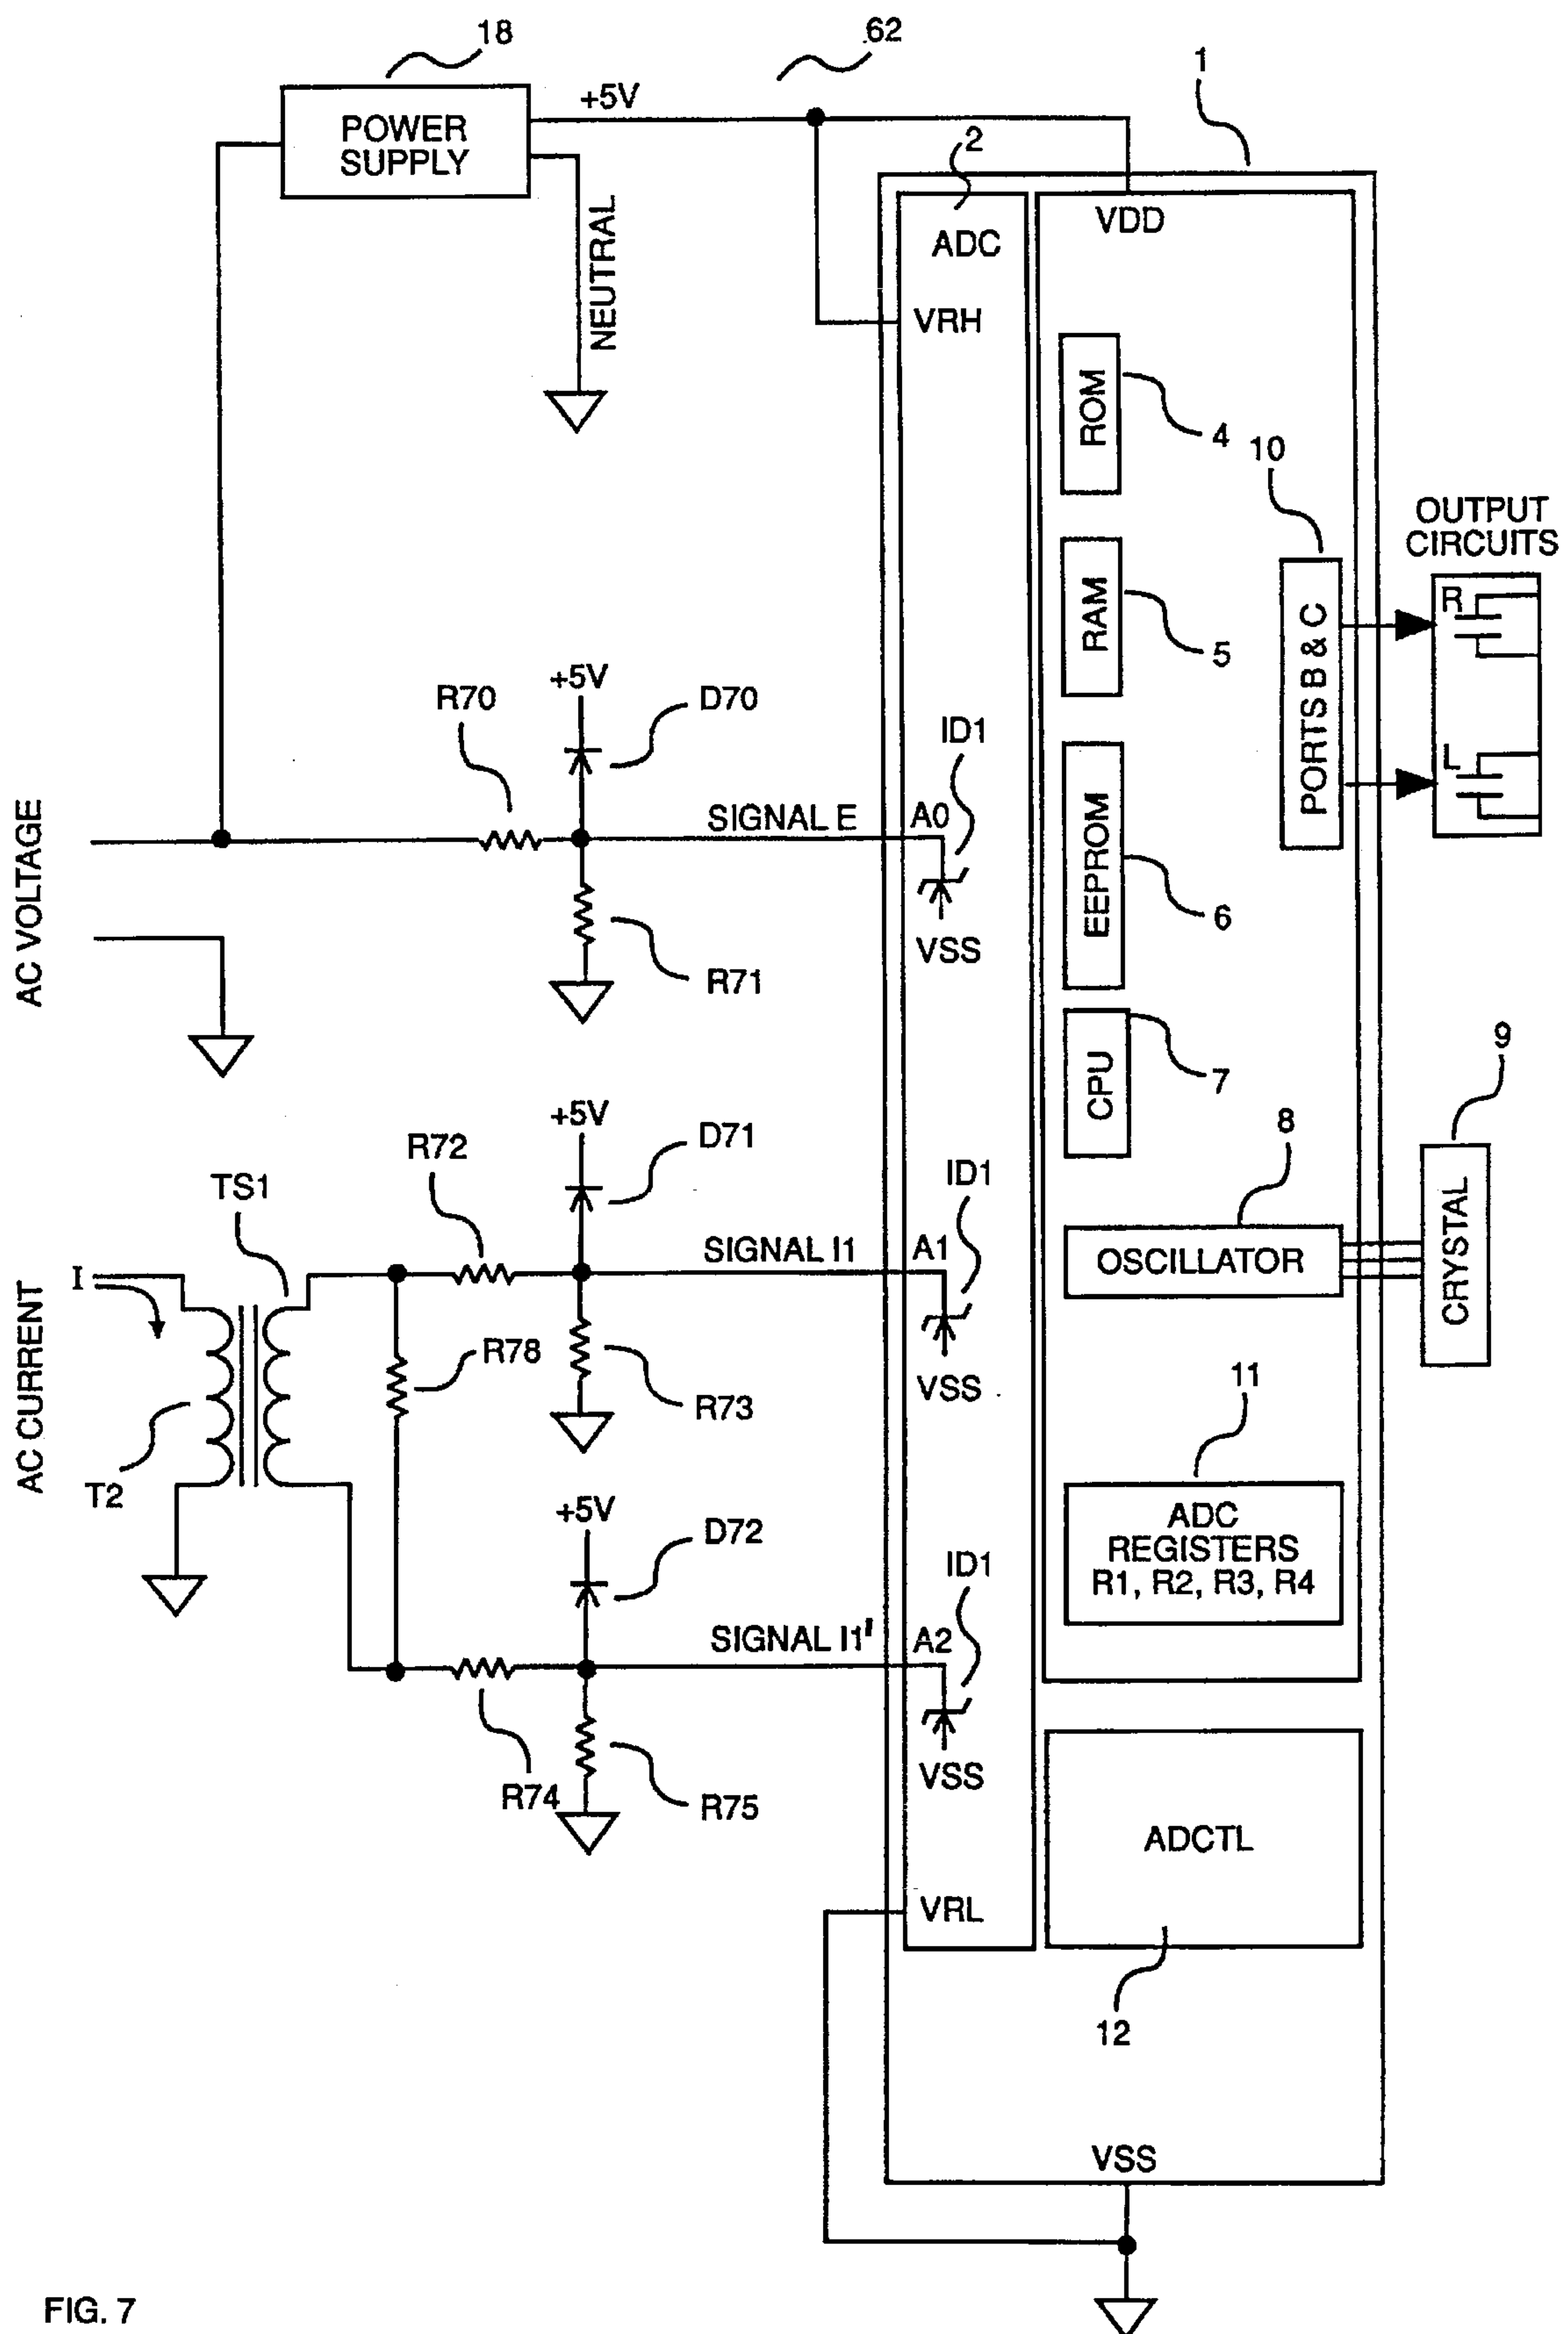 18
62
1
POWER
SUPPLY
+5V
2
VDD
ADC
NEUTRAL
VRH
ROM
4
10
OUTPUT
CIRCUITS
R
RAM
5
PORTS B & C
L
+5V
R70
D70
ID1
AC VOLTAGE
SIGNAL E
A0
EEPROM
6
VSS
R71
CPU
7
9
+5V
R72
D71
8
TS1
ID1
I
SIGNAL I1
A1
OSCILLATOR
CRYSTAL
AC CURRENT
R78
R73
VSS
11
T2
+5V
D72
ADC
REGISTERS
R1, R2, R3, R4
ID1
SIGNAL I1'
A2
VSS
R74
R75
ADCTL
VRL
12
VSS
FIG. 7